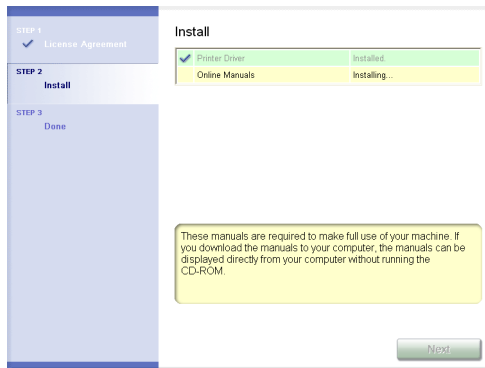 STEP 1
License Agreement
STEP 2
Install
STEP 3
Done
Install
Printer Driver Installed.
Online Manuals Installing...
These manuals are required to make full use of your machine. If
you download the manuals to your computer, the manuals can be
displayed directly from your computer without running the
CD-ROM.
Next